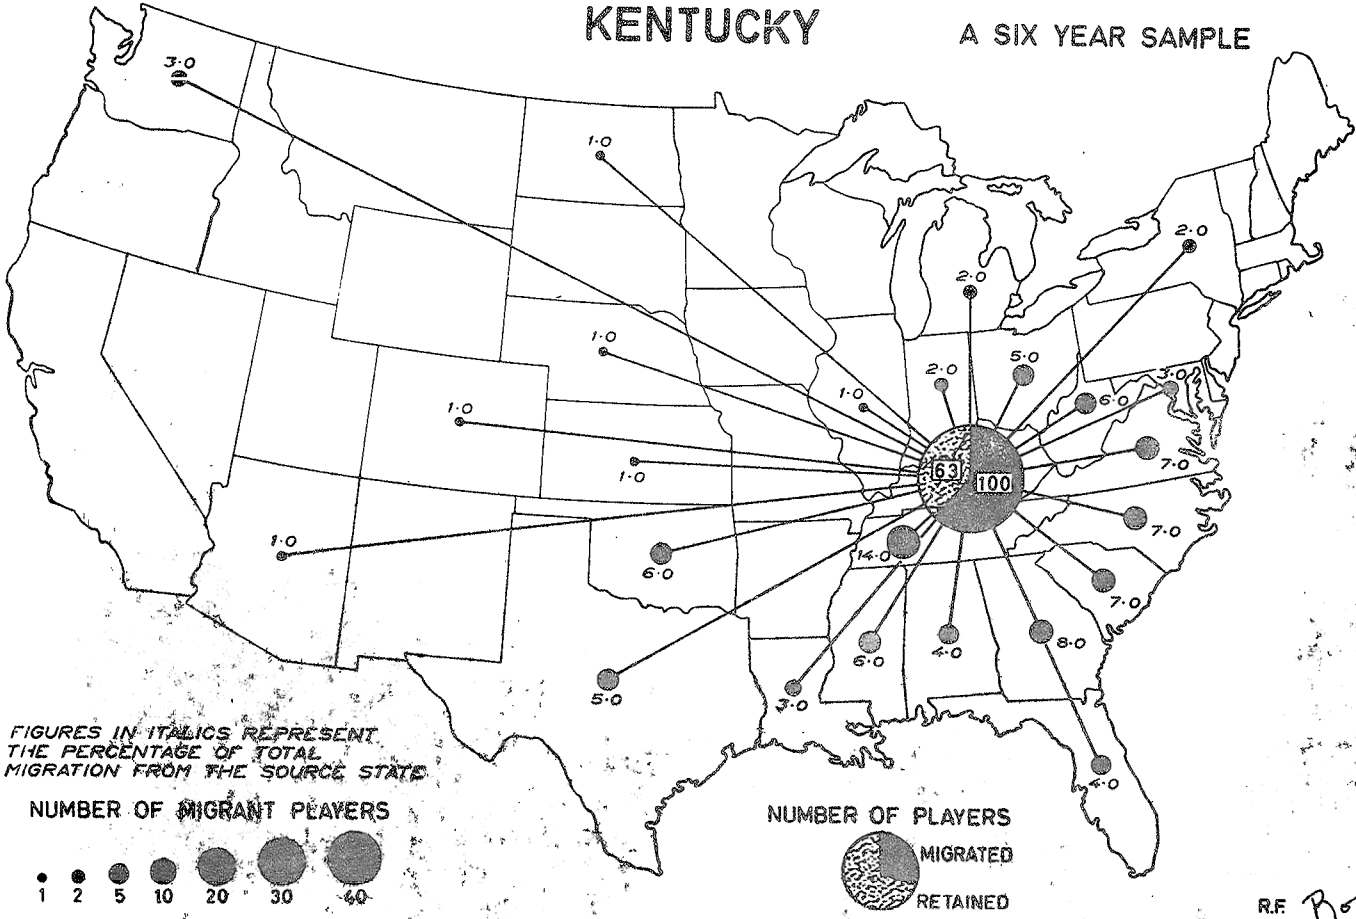 KENTUCKY
A SIX YEAR SAMPLE
3·0
1·0
2·0
2·0
1·0
5·0
2·0
3·0
1·0
6·0
1·0
7·0
1·0
63
100
7·0
1·0
14·0
6·0
7·0
8·0
6·0
4·0
5·0
3·0
4·0
FIGURES IN ITALICS REPRESENT
THE PERCENTAGE OF TOTAL
MIGRATION FROM THE SOURCE STATE
NUMBER OF MIGRANT PLAYERS
1 2 5 10 20 30 40
NUMBER OF PLAYERS
MIGRATED
RETAINED
R.F.